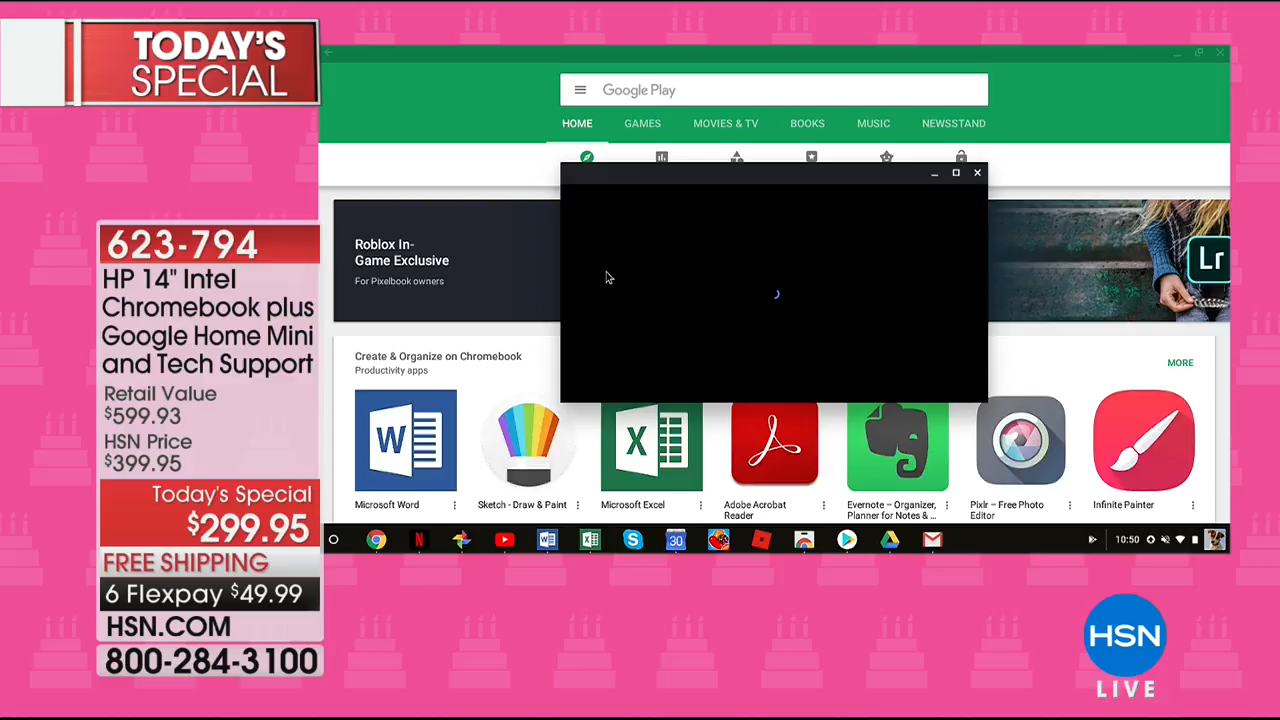 TODAY'S
SPECIAL
623-794
HP 14" Intel
Chromebook plus
Google Home Mini
and Tech Support
Retail Value
$599.93
HSN Price
$399.95
Today's Special
$299.95
FREE SHIPPING
6 Flexpay $49.99
HSN.COM
800-284-3100
Google Play
HOME GAMES MOVIES & TV BOOKS MUSIC NEWSSTAND
Roblox In-
Game Exclusive
For Pixelbook owners
Lr
Create & Organize on Chromebook
Productivity apps
MORE
W
X
Microsoft Word
Sketch - Draw & Paint
Microsoft Excel
Adobe Acrobat
Reader
Evernote – Organizer,
Planner for Notes & ...
Pixlr – Free Photo
Editor
Infinite Painter
N
30
10:50
HSN
LIVE